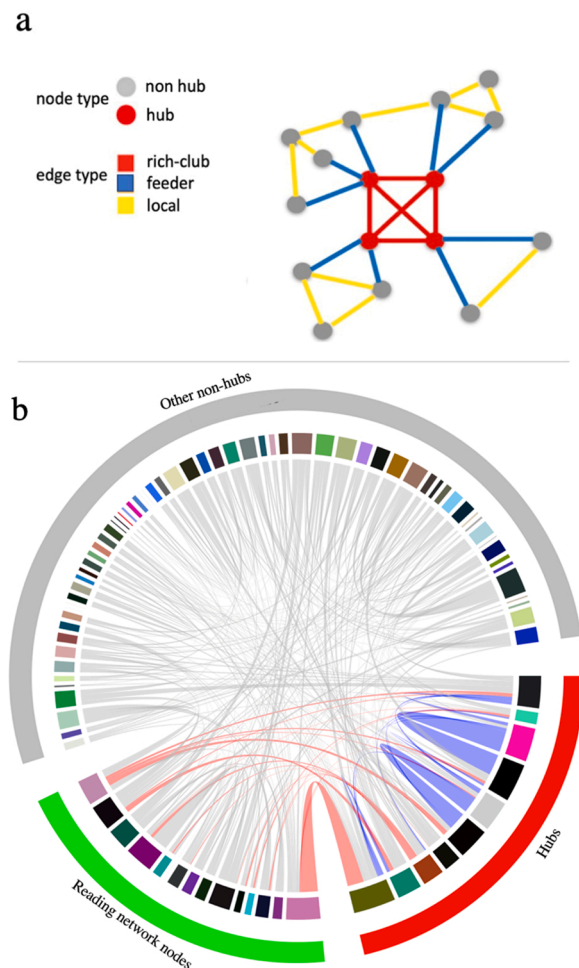 a
node type
non hub
hub
edge type
rich-club
feeder
local
b
Other non-hubs
Hubs
Reading network nodes